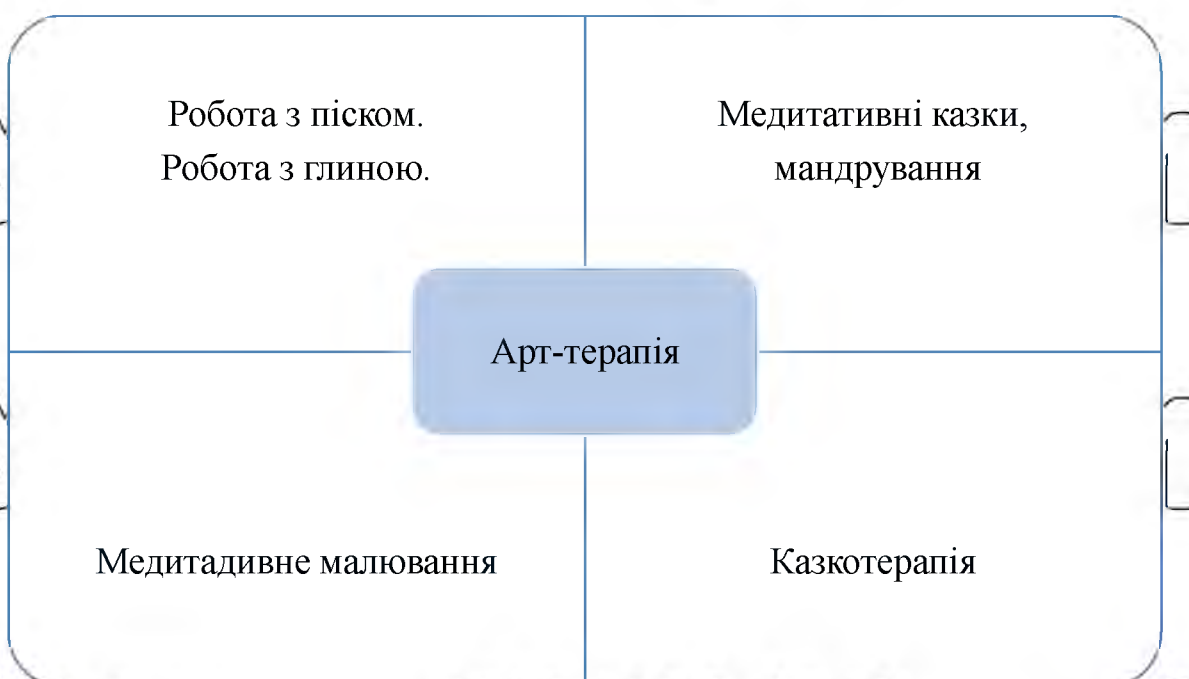 Робота з піском.
Робота з глиною.
Медитативні казки,
мандрування
Арт-терапія
Медитадивне малювання
Казкотерапія